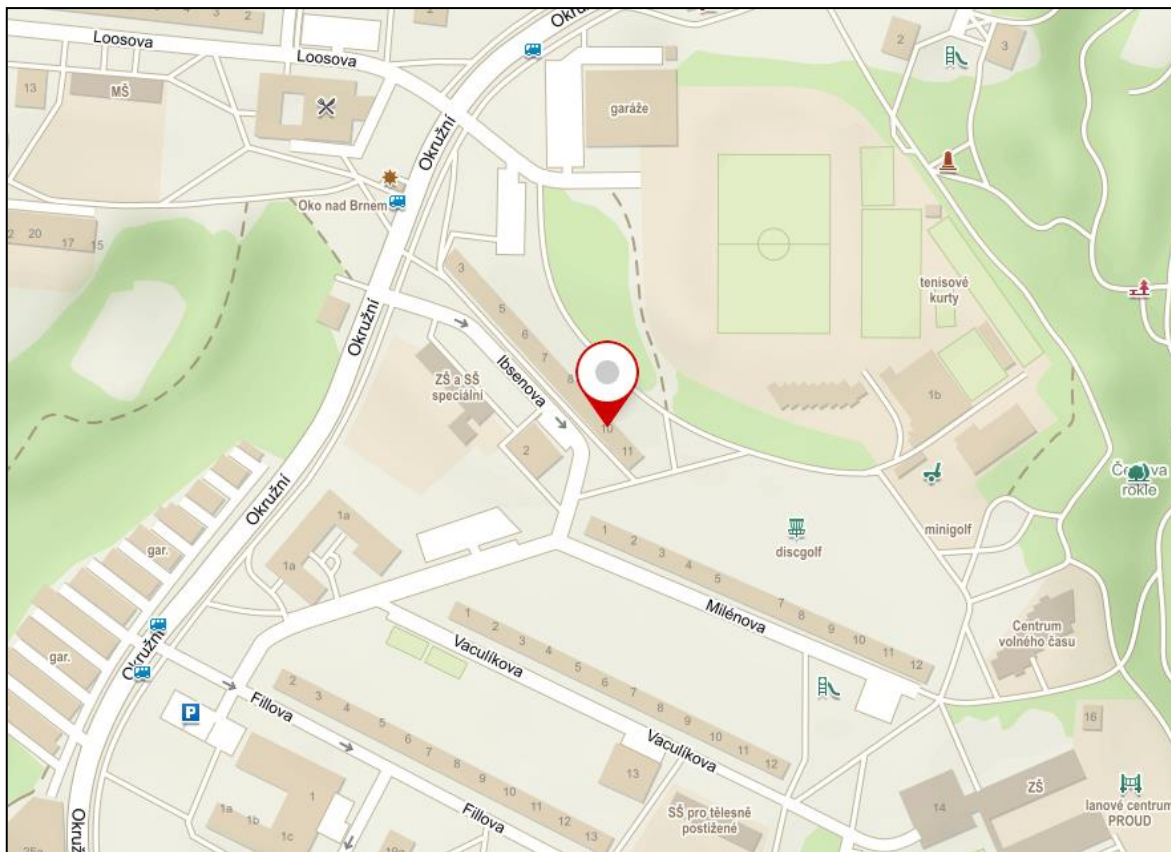 Loosova
Loosova
Okružní
2
2
3
13
MŠ
garáže
Okružní
Oko nad Brnem
20
17
15
3
5
6
7
8
10
11
tenisové
kurty
Okružní
Ibsenova
ZŠ a SŠ
speciální
2
1b
Čertova
rokle
Okružní
minigolf
discgolf
gar.
1a
1a
1
2
3
4
5
7
8
9
10
11
12
Milénova
Centrum
volného času
gar.
Okružní
1
2
3
4
5
6
7
8
9
10
11
12
Vaculíkova
Vaculíkova
2
3
4
5
6
7
8
9
10
11
12
13
Fillova
Fillova
P
13
16
ZŠ
14
lanové centrum
PROUD
SŠ pro tělesně
postižené
1
1a
1b
1c